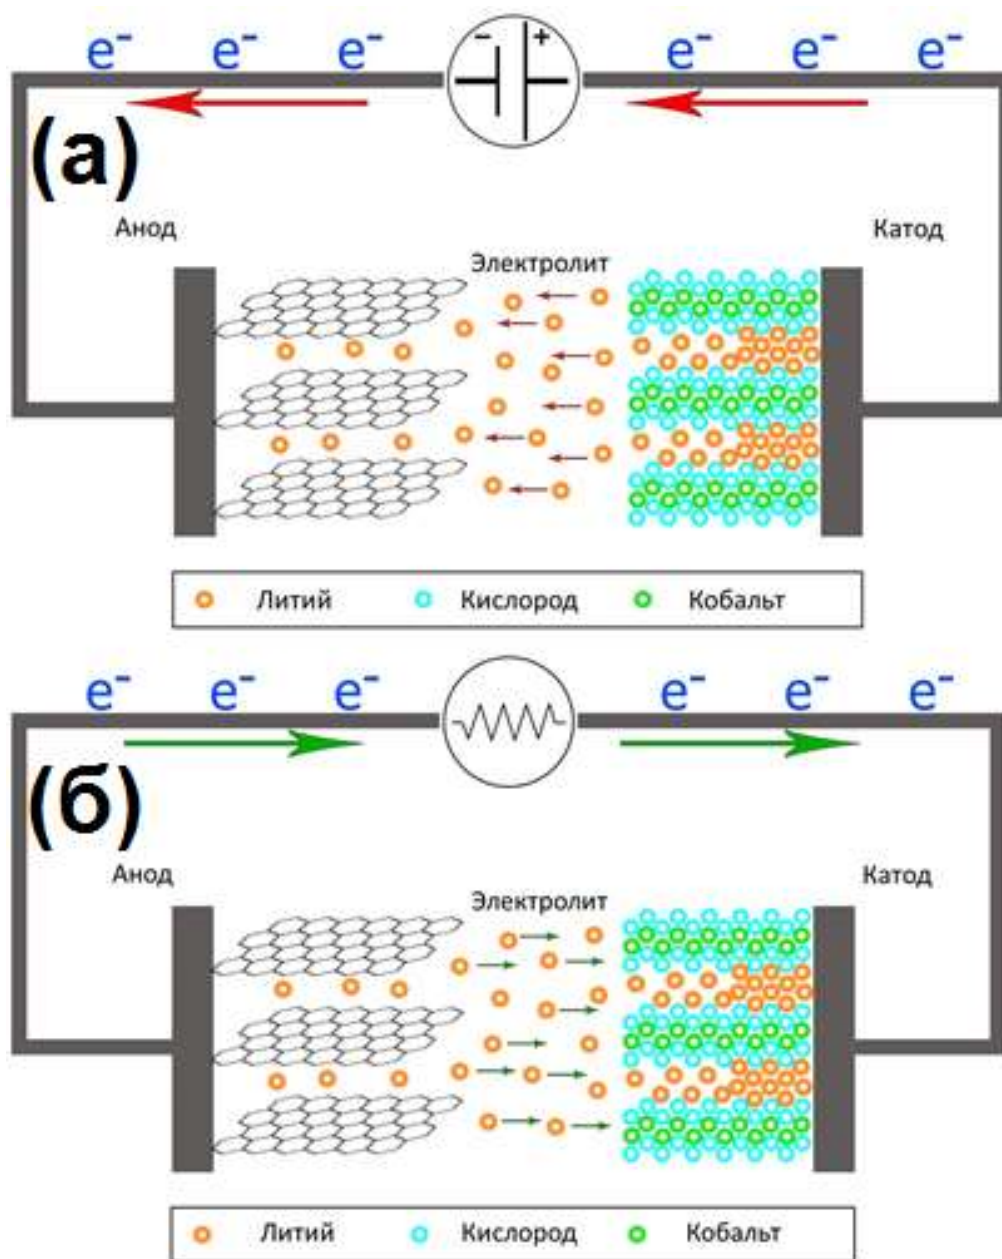 e⁻ e⁻ e⁻ − + e⁻ e⁻ e⁻
(а)
Анод Катод
Электролит
Литий Кислород Кобальт
e⁻ e⁻ e⁻ e⁻ e⁻ e⁻
(б)
Анод Катод
Электролит
Литий Кислород Кобальт